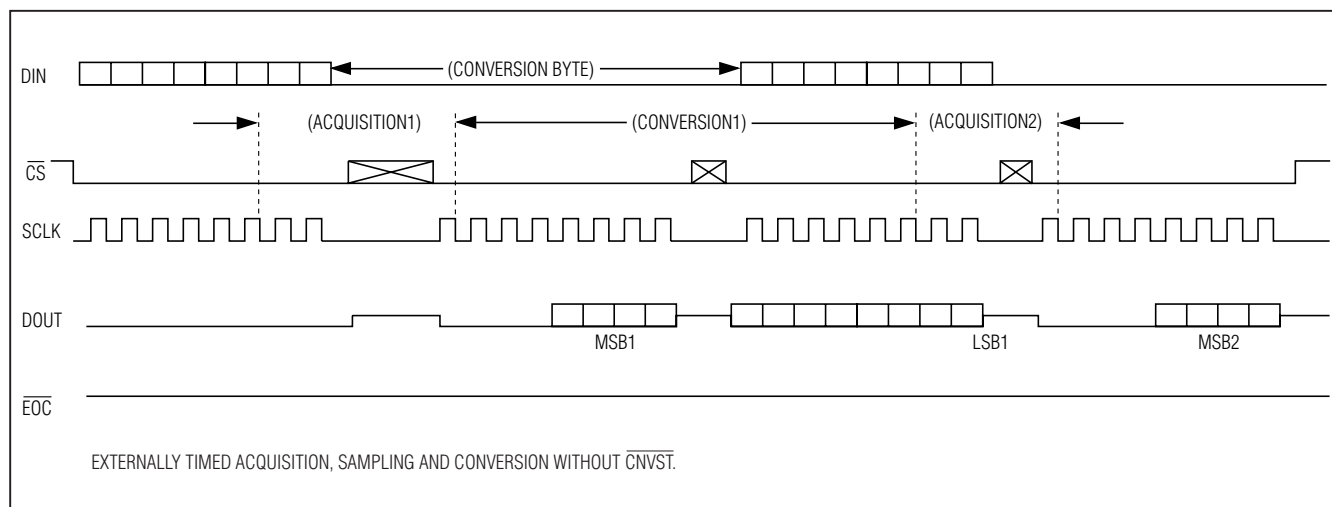 DIN
(CONVERSION BYTE)
(ACQUISITION1)
(CONVERSION1)
(ACQUISITION2)
CS
SCLK
DOUT
MSB1
LSB1
MSB2
EOC
EXTERNALLY TIMED ACQUISITION, SAMPLING AND CONVERSION WITHOUT CNVST.